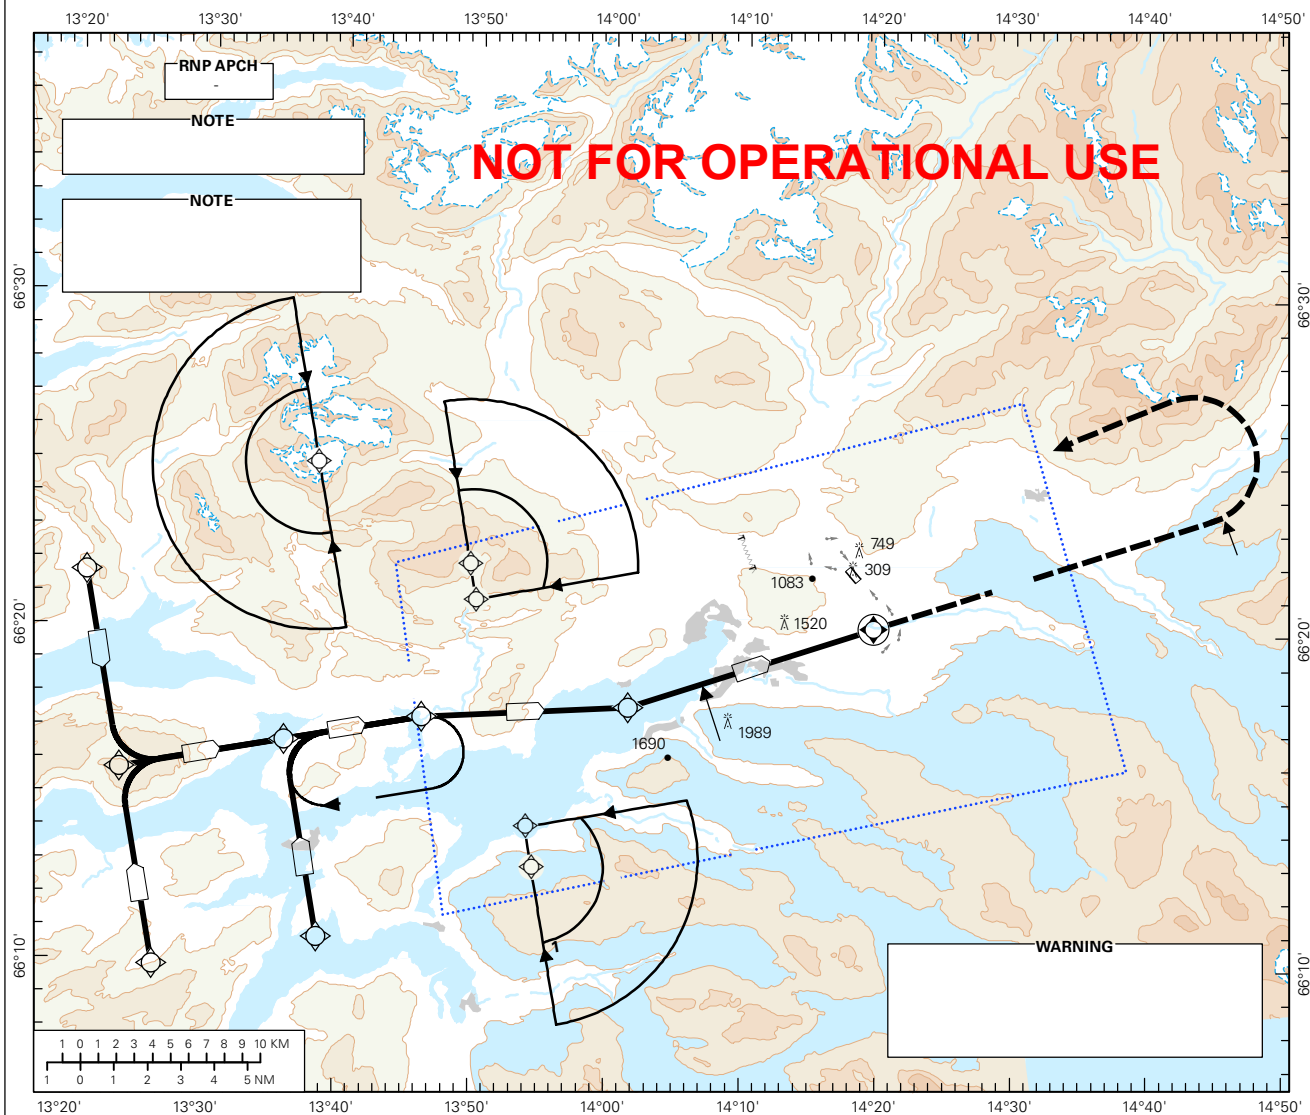 13°20' 13°30' 13°40' 13°50' 14°00' 14°10' 14°20' 14°30' 14°40' 14°50'
RNP APCH
-
NOTE
NOT FOR OPERATIONAL USE
NOTE
66°30' 66°30'
749
309
1083
1520
66°20' 66°20'
1989
1690
1
WARNING
66°10' 66°10'
1 0 1 2 3 4 5 6 7 8 9 10 KM
1 0 1 2 3 4 5 NM
13°20' 13°30' 13°40' 13°50' 14°00' 14°10' 14°20' 14°30' 14°40' 14°50'